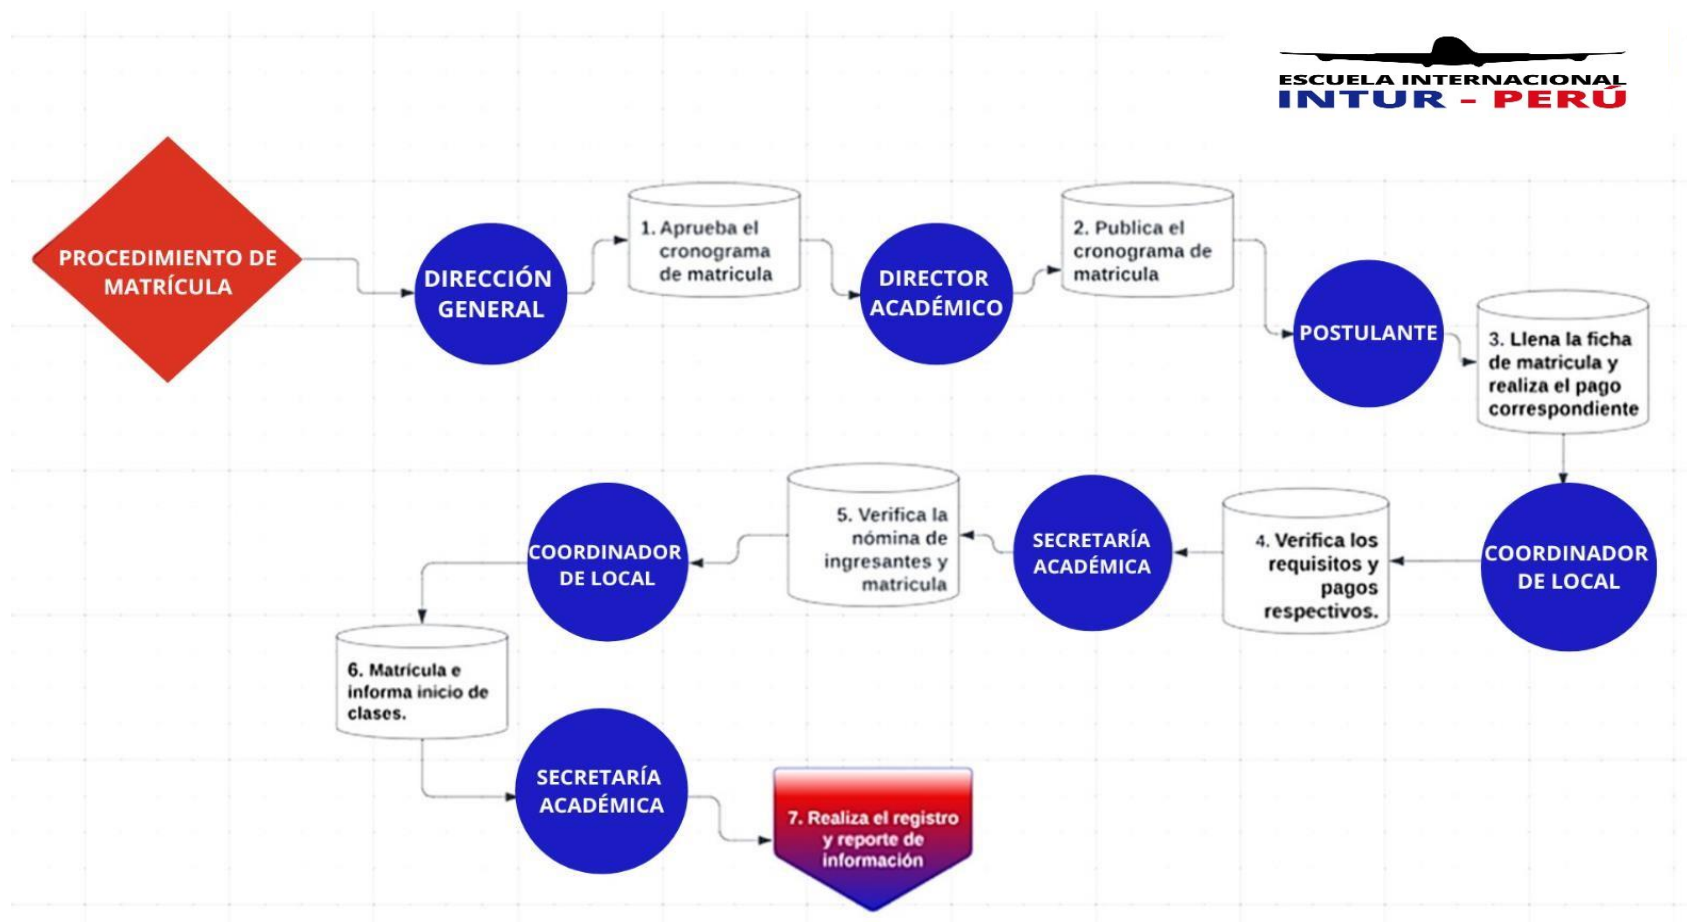 ESCUELA INTERNACIONAL
INTUR - PERÚ
PROCEDIMIENTO DE
MATRÍCULA
DIRECCIÓN
GENERAL
1. Aprueba el
cronograma
de matricula
DIRECTOR
ACADÉMICO
2. Publica el
cronograma de
matricula
POSTULANTE
3. Llena la ficha
de matricula y
realiza el pago
correspondiente
COORDINADOR
DE LOCAL
4. Verifica los
requisitos y
pagos
respectivos.
SECRETARÍA
ACADÉMICA
5. Verifica la
nómina de
ingresantes y
matricula
COORDINADOR
DE LOCAL
6. Matrícula e
informa inicio de
clases.
SECRETARÍA
ACADÉMICA
7. Realiza el registro
y reporte de
información